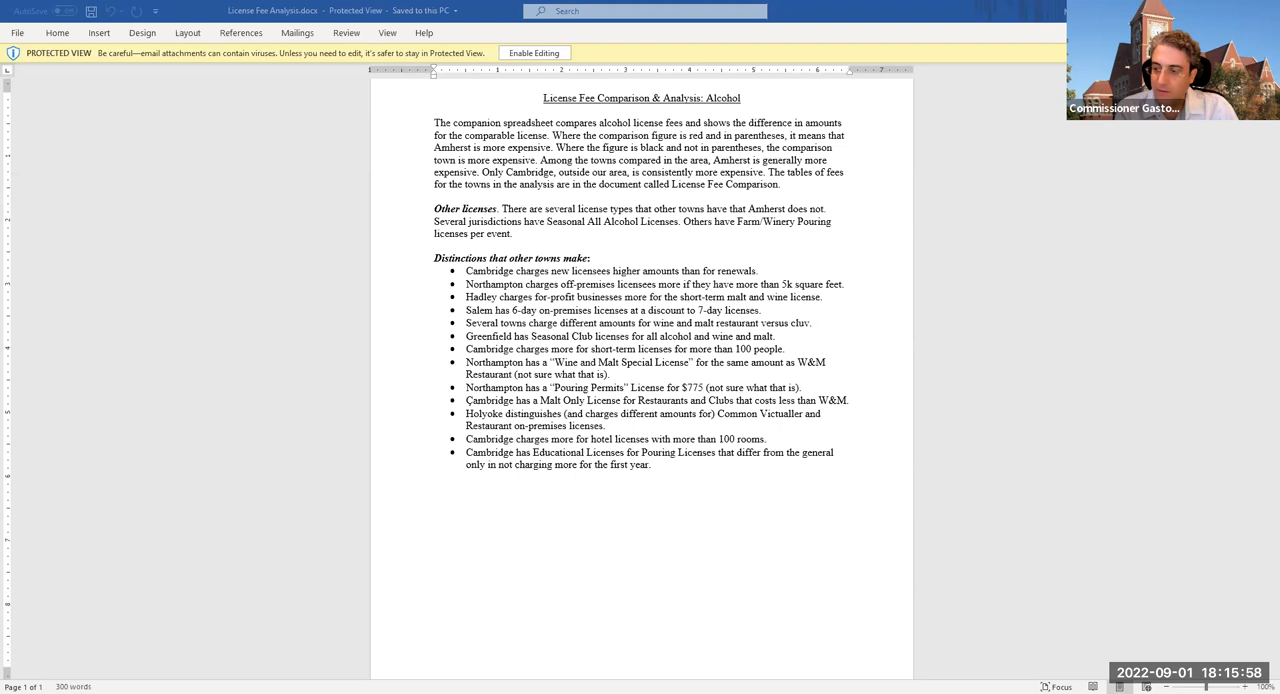 AutoSave Off License Fee Analysis.docx - Protected View - Saved to this PC Search
File Home Insert Design Layout References Mailings Review View Help
PROTECTED VIEW Be careful—email attachments can contain viruses. Unless you need to edit, it's safer to stay in Protected View. Enable Editing
Commissioner Gasto...
1 1 2 3 4 5 6 7
License Fee Comparison & Analysis: Alcohol
The companion spreadsheet compares alcohol license fees and shows the difference in amounts
for the comparable license. Where the comparison figure is red and in parentheses, it means that
Amherst is more expensive. Where the figure is black and not in parentheses, the comparison
town is more expensive. Among the towns compared in the area, Amherst is generally more
expensive. Only Cambridge, outside our area, is consistently more expensive. The tables of fees
for the towns in the analysis are in the document called License Fee Comparison.
Other licenses. There are several license types that other towns have that Amherst does not.
Several jurisdictions have Seasonal All Alcohol Licenses. Others have Farm/Winery Pouring
licenses per event.
Distinctions that other towns make:
• Cambridge charges new licensees higher amounts than for renewals.
• Northampton charges off-premises licensees more if they have more than 5k square feet.
• Hadley charges for-profit businesses more for the short-term malt and wine license.
• Salem has 6-day on-premises licenses at a discount to 7-day licenses.
• Several towns charge different amounts for wine and malt restaurant versus cluv.
• Greenfield has Seasonal Club licenses for all alcohol and wine and malt.
• Cambridge charges more for short-term licenses for more than 100 people.
• Northampton has a “Wine and Malt Special License” for the same amount as W&M
Restaurant (not sure what that is).
• Northampton has a “Pouring Permits” License for $775 (not sure what that is).
• Cambridge has a Malt Only License for Restaurants and Clubs that costs less than W&M.
• Holyoke distinguishes (and charges different amounts for) Common Victualler and
Restaurant on-premises licenses.
• Cambridge charges more for hotel licenses with more than 100 rooms.
• Cambridge has Educational Licenses for Pouring Licenses that differ from the general
only in not charging more for the first year.
2022-09-01 18:15:58
Page 1 of 1 300 words Focus 100%